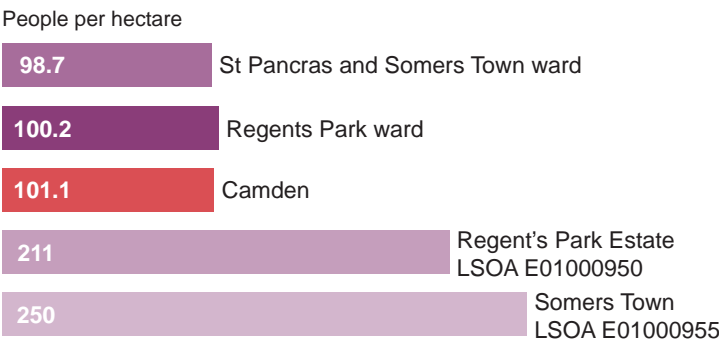 People per hectare
98.7 St Pancras and Somers Town ward
100.2 Regents Park ward
101.1 Camden
211 Regent’s Park Estate
LSOA E01000950
250 Somers Town
LSOA E01000955